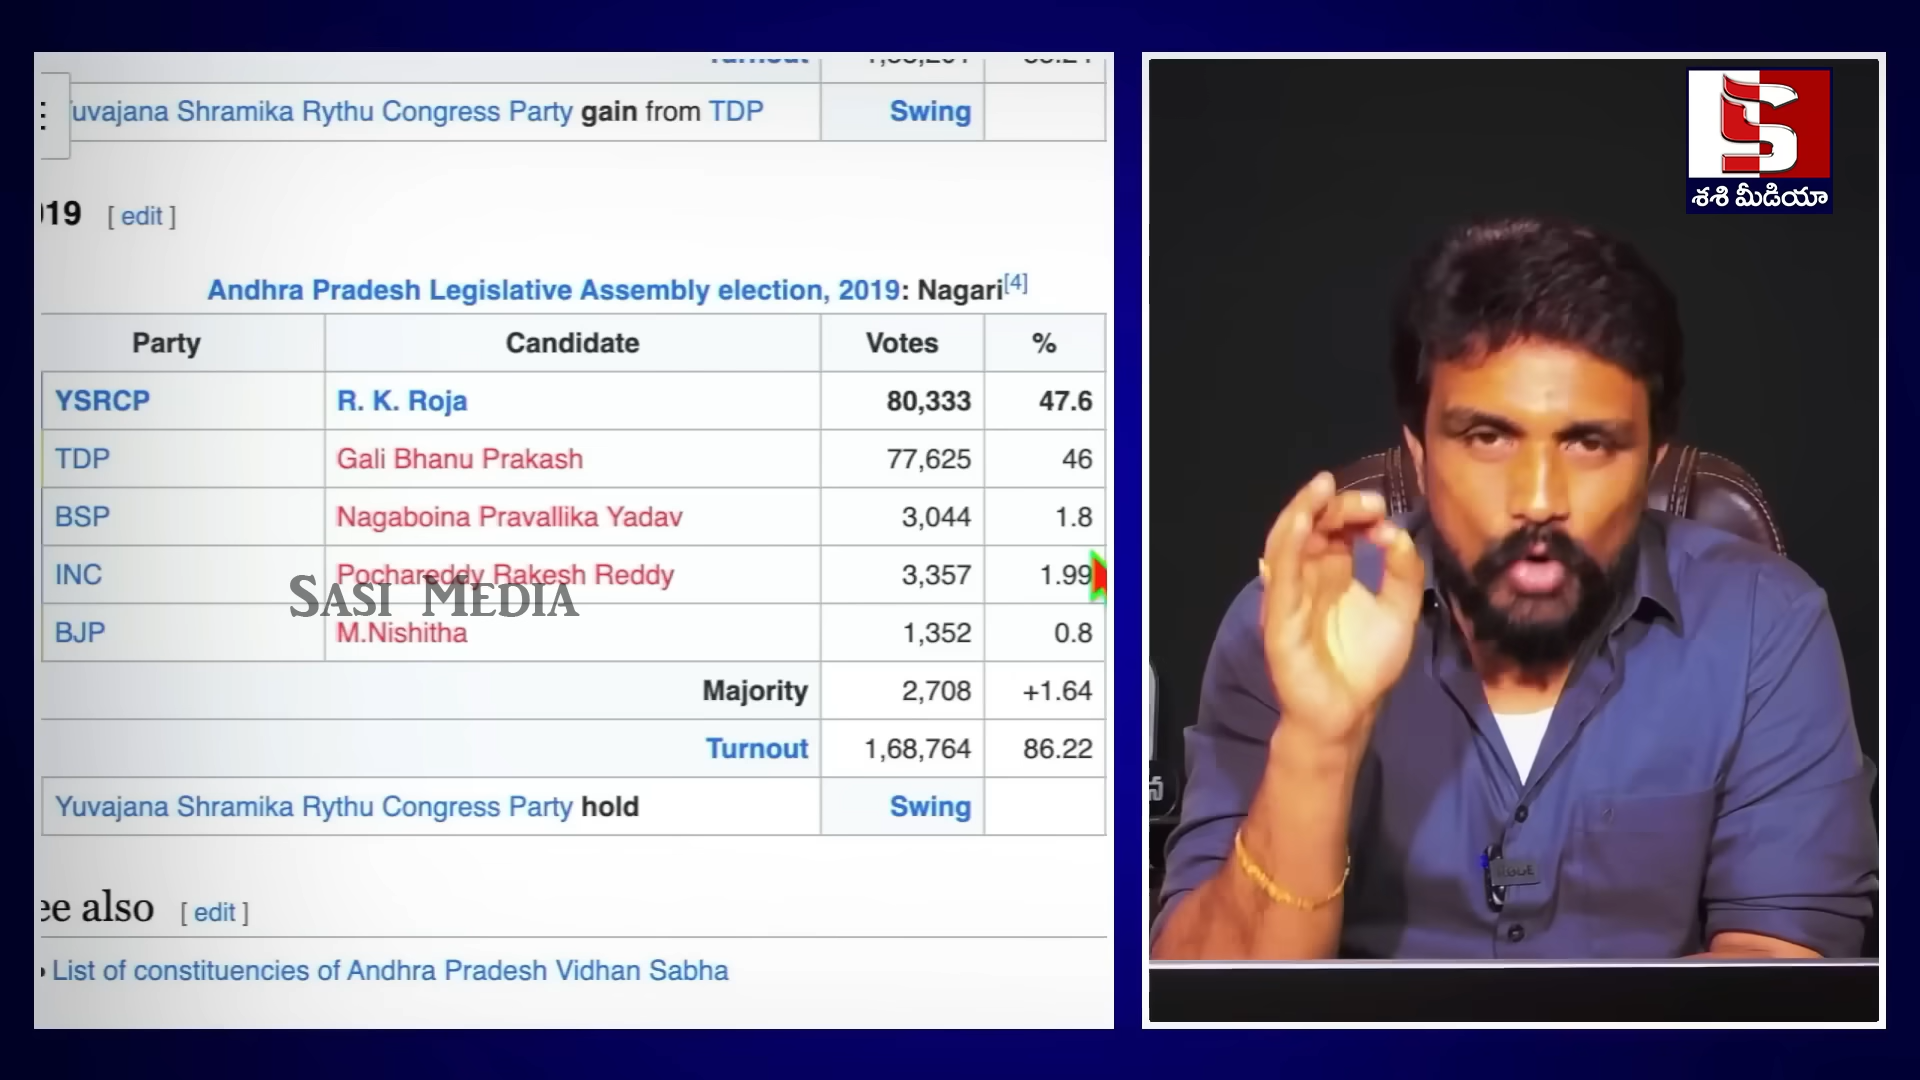 Turnout
Yuvajana Shramika Rythu Congress Party gain from TDP Swing
019 [ edit ]
Andhra Pradesh Legislative Assembly election, 2019: Nagari[4]
Party Candidate Votes %
YSRCP R. K. Roja 80,333 47.6
TDP Gali Bhanu Prakash 77,625 46
BSP Nagaboina Pravallika Yadav 3,044 1.8
INC Pochareddy Rakesh Reddy 3,357 1.99
BJP M.Nishitha 1,352 0.8
Majority 2,708 +1.64
Turnout 1,68,764 86.22
Yuvajana Shramika Rythu Congress Party hold Swing
ee also [ edit ]
• List of constituencies of Andhra Pradesh Vidhan Sabha
SASI MEDIA
S
శశి మీడియా
RODE
న